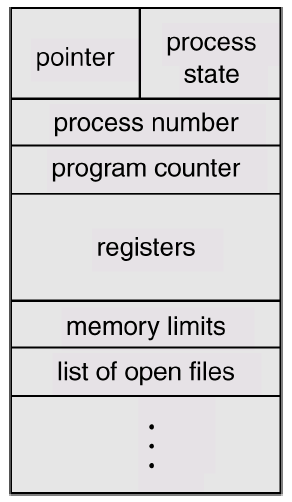 pointer
process
state
process number
program counter
registers
memory limits
list of open files
.
.
.